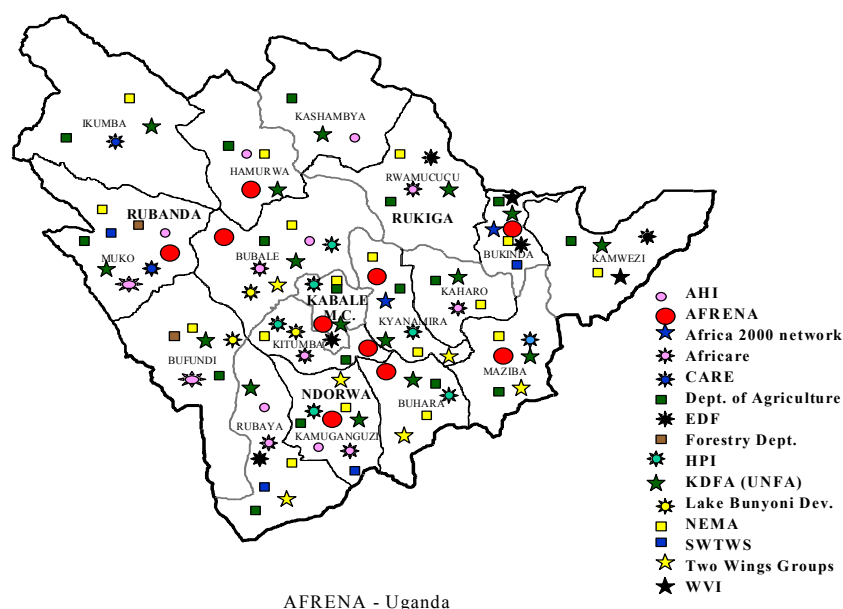 KASHAMBYA
IKUMBA
HAMURWA
RWAMUCUCU
RUBANDA
RUKIGA
BUKINDA
KAMWEZI
MUKO
BUBALE
KABALE
M.C.
KAHARO
KYANAMIRA
KITUMBA
BUFUNDI
MAZIBA
NDORWA
BUHARA
RUBAYA
KAMUGANGUZI
AHI
AFRENA
Africa 2000 network
Africare
CARE
Dept. of Agriculture
EDF
Forestry Dept.
HPI
KDFA (UNFA)
Lake Bunyoni Dev.
NEMA
SWTWS
Two Wings Groups
WVI
AFRENA - Uganda